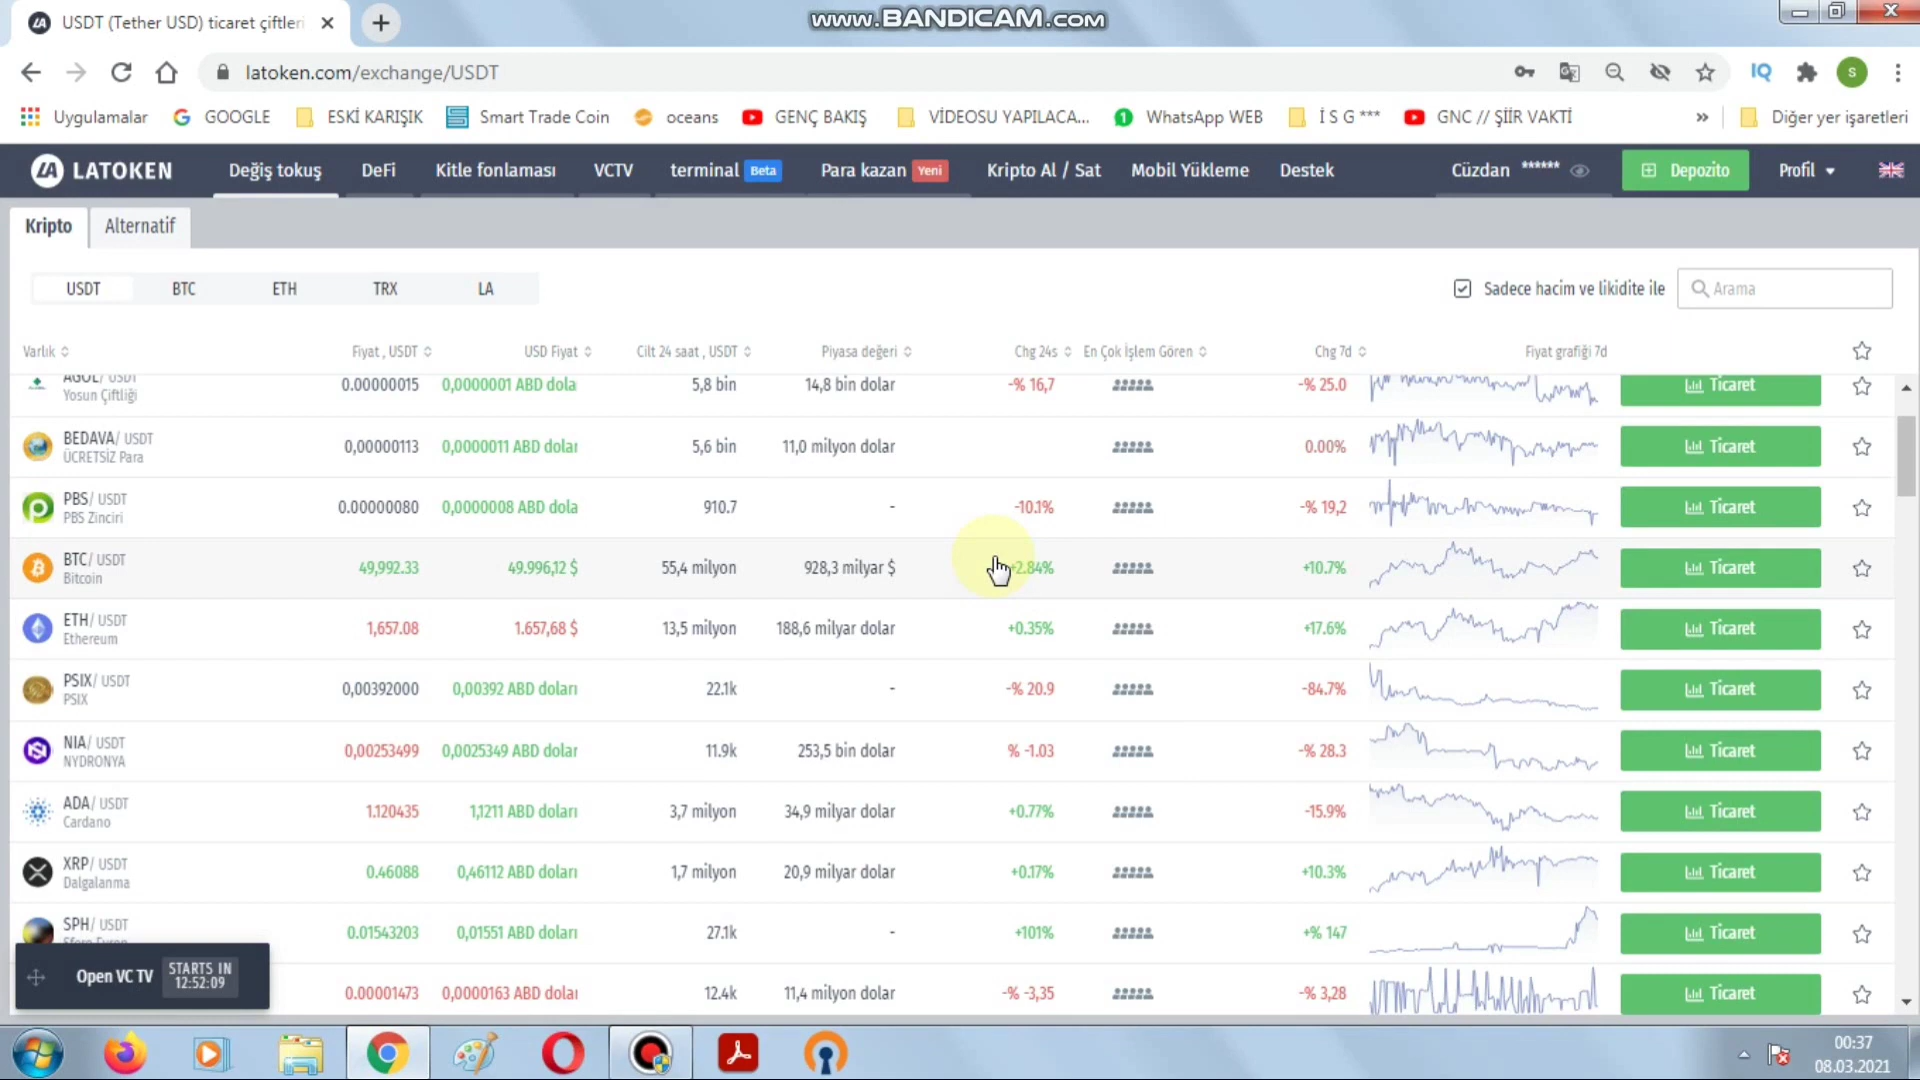 www.BANDICAM.com
USDT (Tether USD) ticaret çiftleri
latoken.com/exchange/USDT
IQ
s
Uygulamalar
GOOGLE
ESKİ KARIŞIK
Smart Trade Coin
oceans
GENÇ BAKIŞ
VİDEOSU YAPILACA...
1
WhatsApp WEB
İ S G ***
GNC // ŞİİR VAKTİ
»
Diğer yer işaretleri
LA LATOKEN
Değiş tokuş
DeFi
Kitle fonlaması
VCTV
terminal Beta
Para kazan Yeni
Kripto Al / Sat
Mobil Yükleme
Destek
Cüzdan ******
Depozito
Profil
Kripto
Alternatif
USDT BTC ETH TRX LA
Sadece hacim ve likidite ile
Arama
Varlık Fiyat , USDT USD Fiyat Cilt 24 saat , USDT Piyasa değeri Chg 24s En Çok İşlem Gören Chg 7d Fiyat grafiği 7d
AGOL/ USDT 0.00000015 0,0000001 ABD dola 5,8 bin 14,8 bin dolar -% 16,7 -% 25.0 Ticaret
Yosun Çiftliği
BEDAVA/ USDT 0,00000113 0,0000011 ABD dolar 5,6 bin 11,0 milyon dolar 0.00% Ticaret
ÜCRETSİZ Para
PBS/ USDT 0.00000080 0,0000008 ABD dola 910.7 - -10.1% -% 19,2 Ticaret
PBS Zinciri
BTC/ USDT 49,992.33 49.996,12 $ 55,4 milyon 928,3 milyar $ +2.84% +10.7% Ticaret
Bitcoin
ETH/ USDT 1,657.08 1.657,68 $ 13,5 milyon 188,6 milyar dolar +0.35% +17.6% Ticaret
Ethereum
PSIX/ USDT 0,00392000 0,00392 ABD doları 22.1k - -% 20.9 -84.7% Ticaret
PSIX
NIA/ USDT 0,00253499 0,0025349 ABD dolar 11.9k 253,5 bin dolar % -1.03 -% 28.3 Ticaret
NYDRONYA
ADA/ USDT 1.120435 1,1211 ABD doları 3,7 milyon 34,9 milyar dolar +0.77% -15.9% Ticaret
Cardano
XRP/ USDT 0.46088 0,46112 ABD doları 1,7 milyon 20,9 milyar dolar +0.17% +10.3% Ticaret
Dalgalanma
SPH/ USDT 0.01543203 0,01551 ABD doları 27.1k - +101% +% 147 Ticaret
0.00001473 0,0000163 ABD dolar 12.4k 11,4 milyon dolar -% -3,35 -% 3,28 Ticaret
Open VC TV
STARTS IN
12:52:09
00:37
08.03.2021